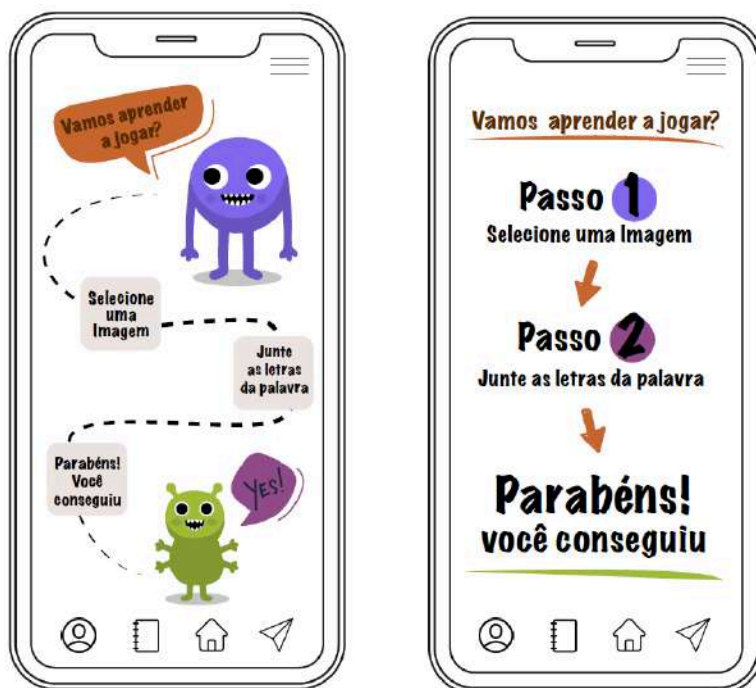 Vamos aprender
a jogar?
Selecione
uma
Imagem
Junte
as letras
da palavra
Parabéns!
Você
conseguiu
YES!
Vamos aprender a jogar?
Passo 1
Selecione uma Imagem
Passo 2
Junte as letras da palavra
Parabéns!
você conseguiu